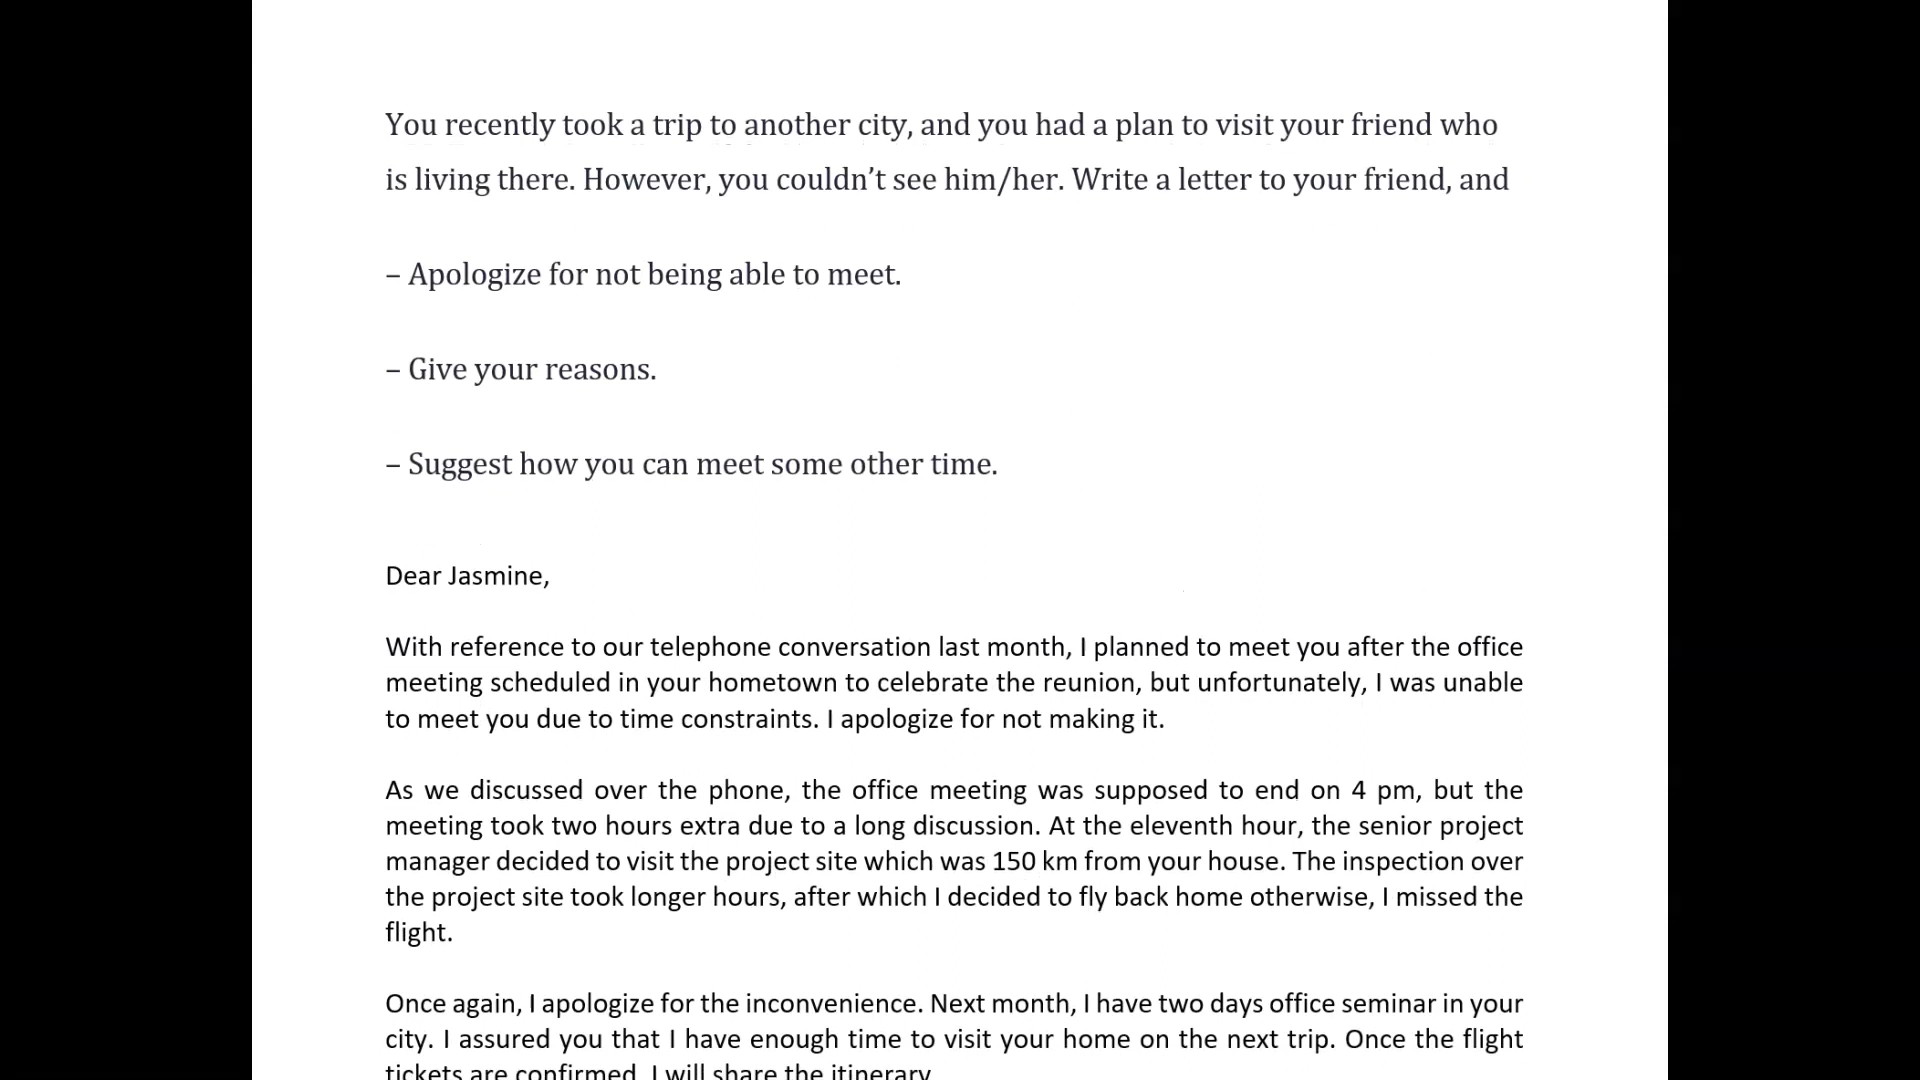 You recently took a trip to another city, and you had a plan to visit your friend who
is living there. However, you couldn’t see him/her. Write a letter to your friend, and
– Apologize for not being able to meet.
– Give your reasons.
– Suggest how you can meet some other time.
Dear Jasmine,
With reference to our telephone conversation last month, I planned to meet you after the office
meeting scheduled in your hometown to celebrate the reunion, but unfortunately, I was unable
to meet you due to time constraints. I apologize for not making it.
As we discussed over the phone, the office meeting was supposed to end on 4 pm, but the
meeting took two hours extra due to a long discussion. At the eleventh hour, the senior project
manager decided to visit the project site which was 150 km from your house. The inspection over
the project site took longer hours, after which I decided to fly back home otherwise, I missed the
flight.
Once again, I apologize for the inconvenience. Next month, I have two days office seminar in your
city. I assured you that I have enough time to visit your home on the next trip. Once the flight
tickets are confirmed, I will share the itinerary.